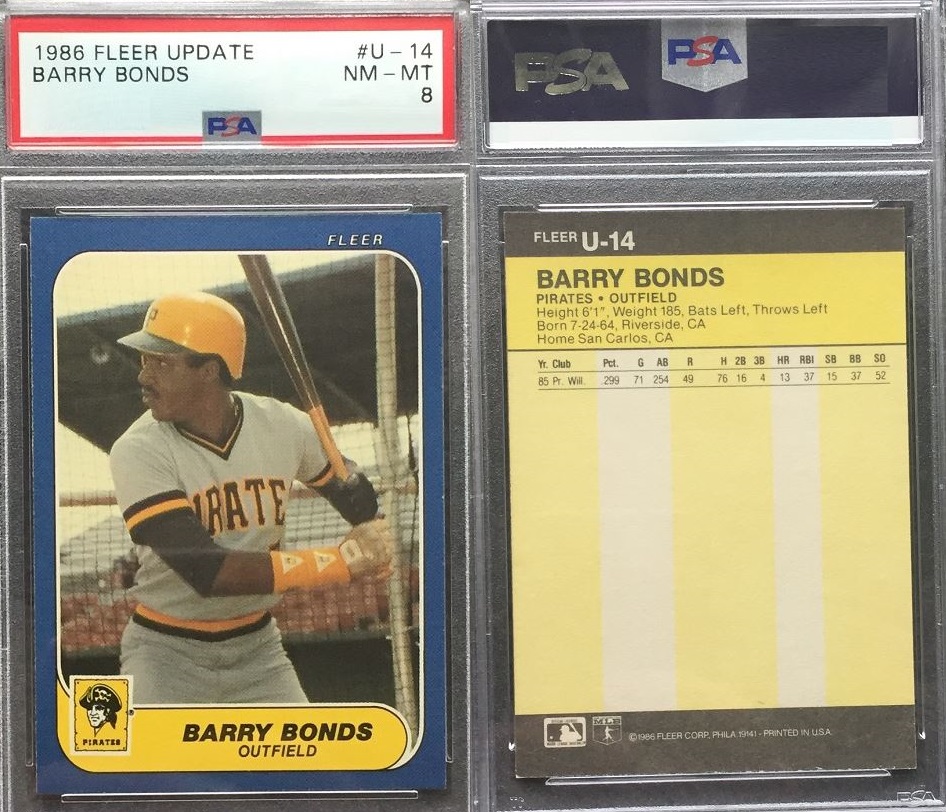 1986 FLEER UPDATE #U - 14
BARRY BONDS NM - MT
8
PSA
FLEER
PIRATE
PIRATES
®
BARRY BONDS
OUTFIELD
PSA PSA
FLEER U-14
BARRY BONDS
PIRATES • OUTFIELD
Height 6'1", Weight 185, Bats Left, Throws Left
Born 7-24-64, Riverside, CA
Home San Carlos, CA
Yr. Club Pct. G AB R H 2B 3B HR RBI SB BB SO
85 Pr. Will. .299 71 254 49 76 16 4 13 37 15 37 52
MLB
©1986 FLEER CORP., PHILA. 19141 - PRINTED IN U.S.A.
PSA